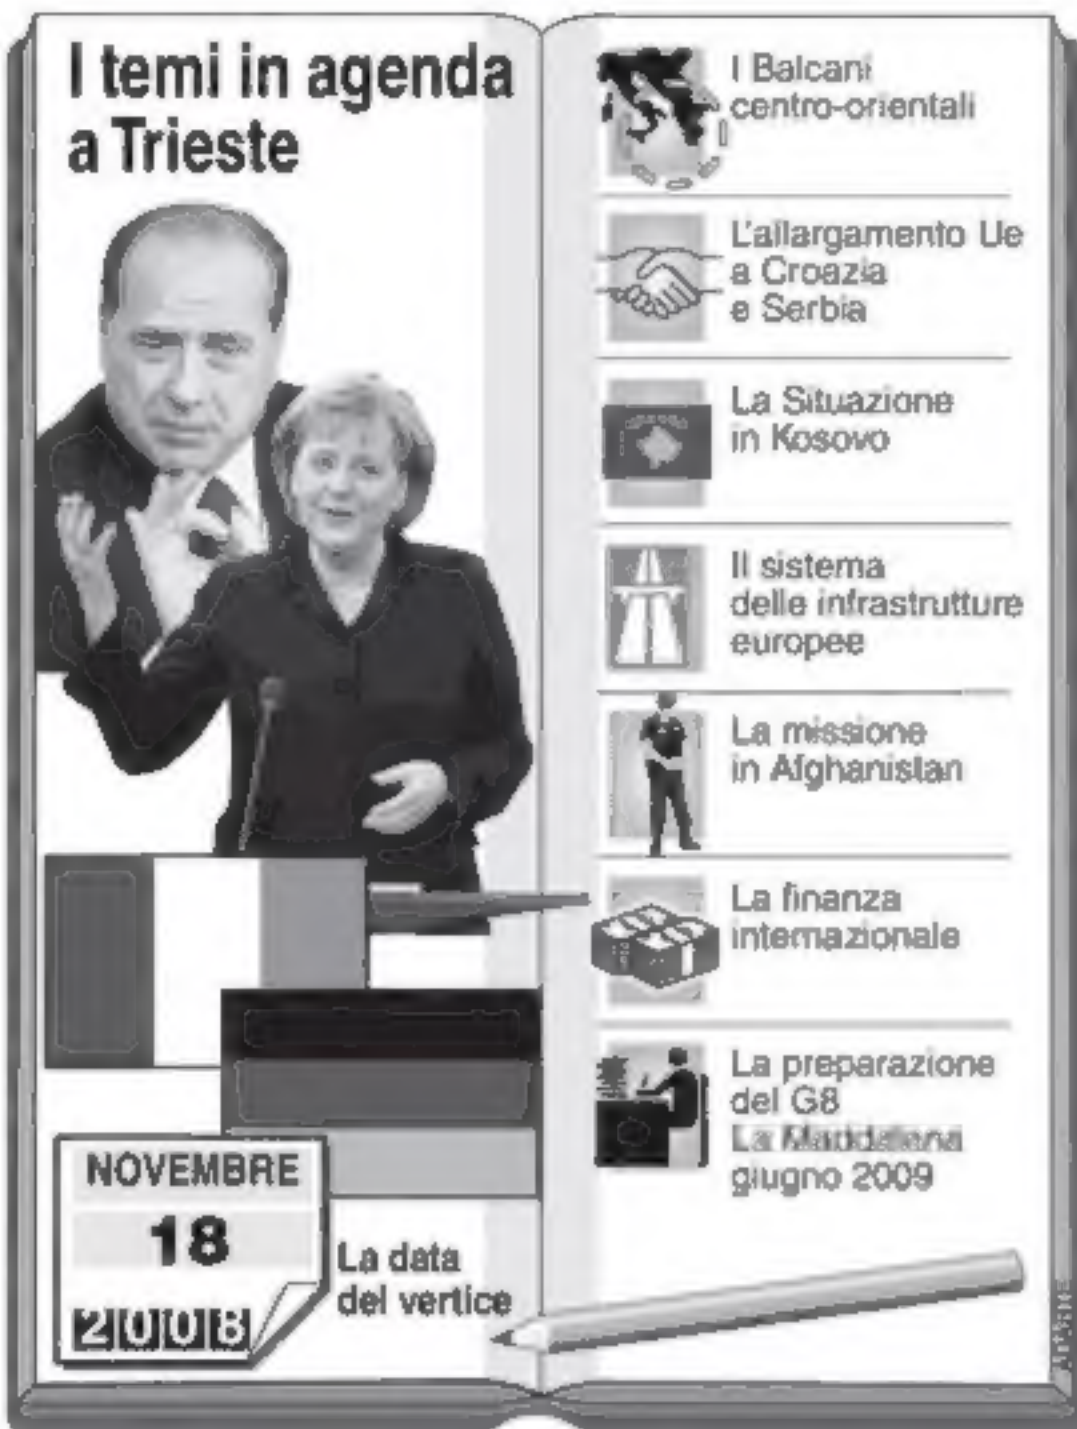 I temi in agenda
a Trieste
I Balcani
centro-orientali
L'allargamento Ue
a Croazia
e Serbia
La Situazione
in Kosovo
Il sistema
delle infrastrutture
europee
La missione
in Afghanistan
La finanza
internazionale
La preparazione
del G8
La Maddalena
giugno 2009
NOVEMBRE
18
2008
La data
del vertice